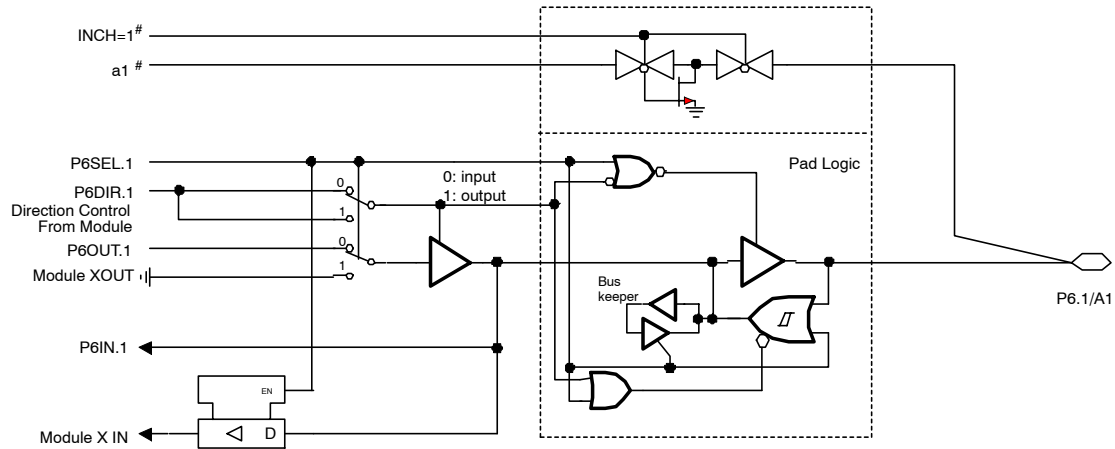 INCH=1#
a1 #
Pad Logic
P6SEL.1
0: input
1: output
P6DIR.1
0
1
Direction Control
From Module
P6OUT.1
0
1
Module XOUT
Bus
keeper
P6.1/A1
P6IN.1
EN
D
Module X IN